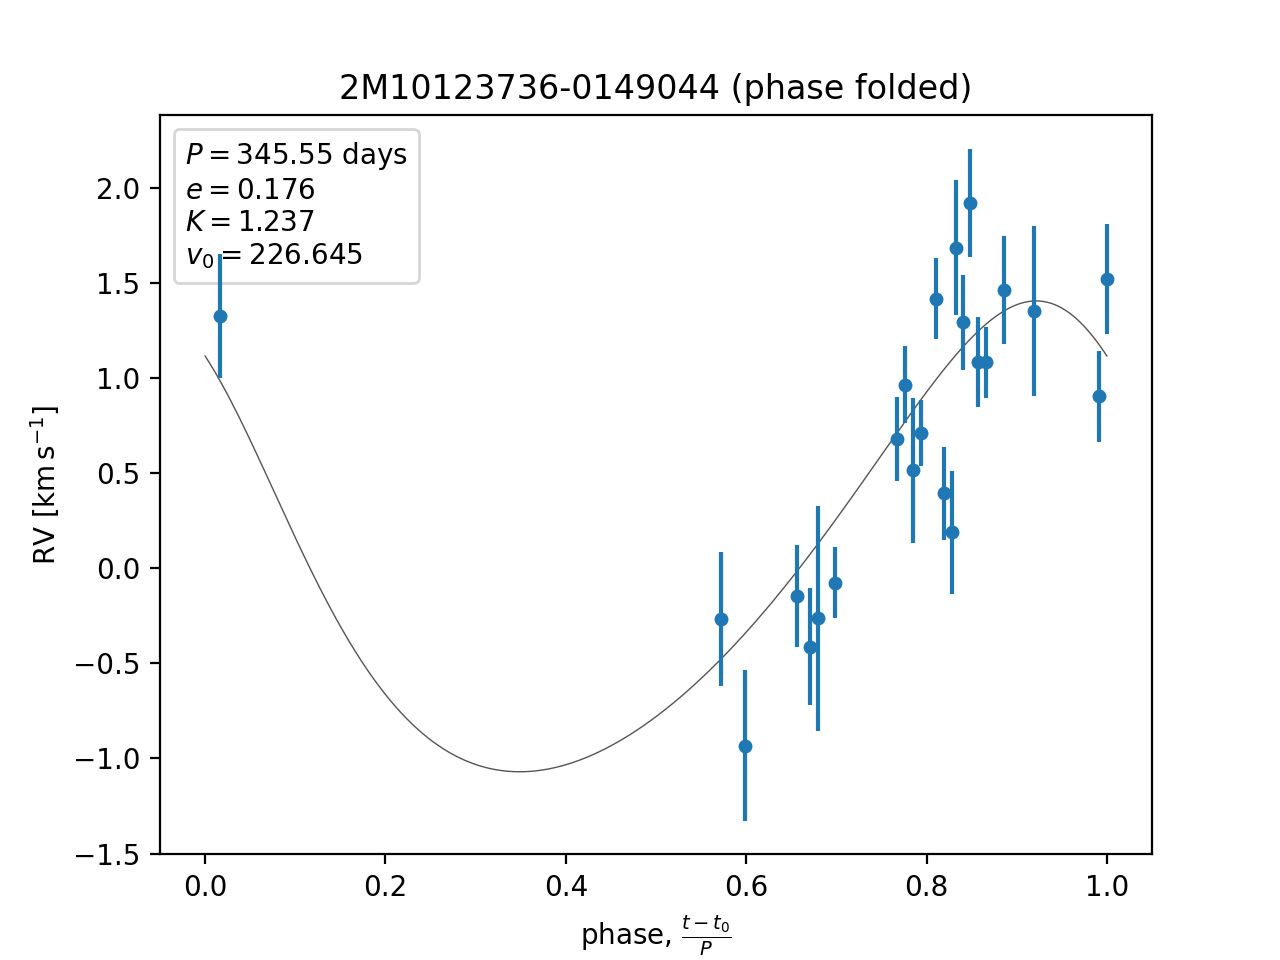 2M10123736-0149044 (phase folded)
P = 345.55 days
e = 0.176
K = 1.237
v₀ = 226.645
RV [km s⁻¹]
2.0
1.5
1.0
0.5
0.0
−0.5
−1.0
−1.5
0.0 0.2 0.4 0.6 0.8 1.0
phase, (t − t₀)/P